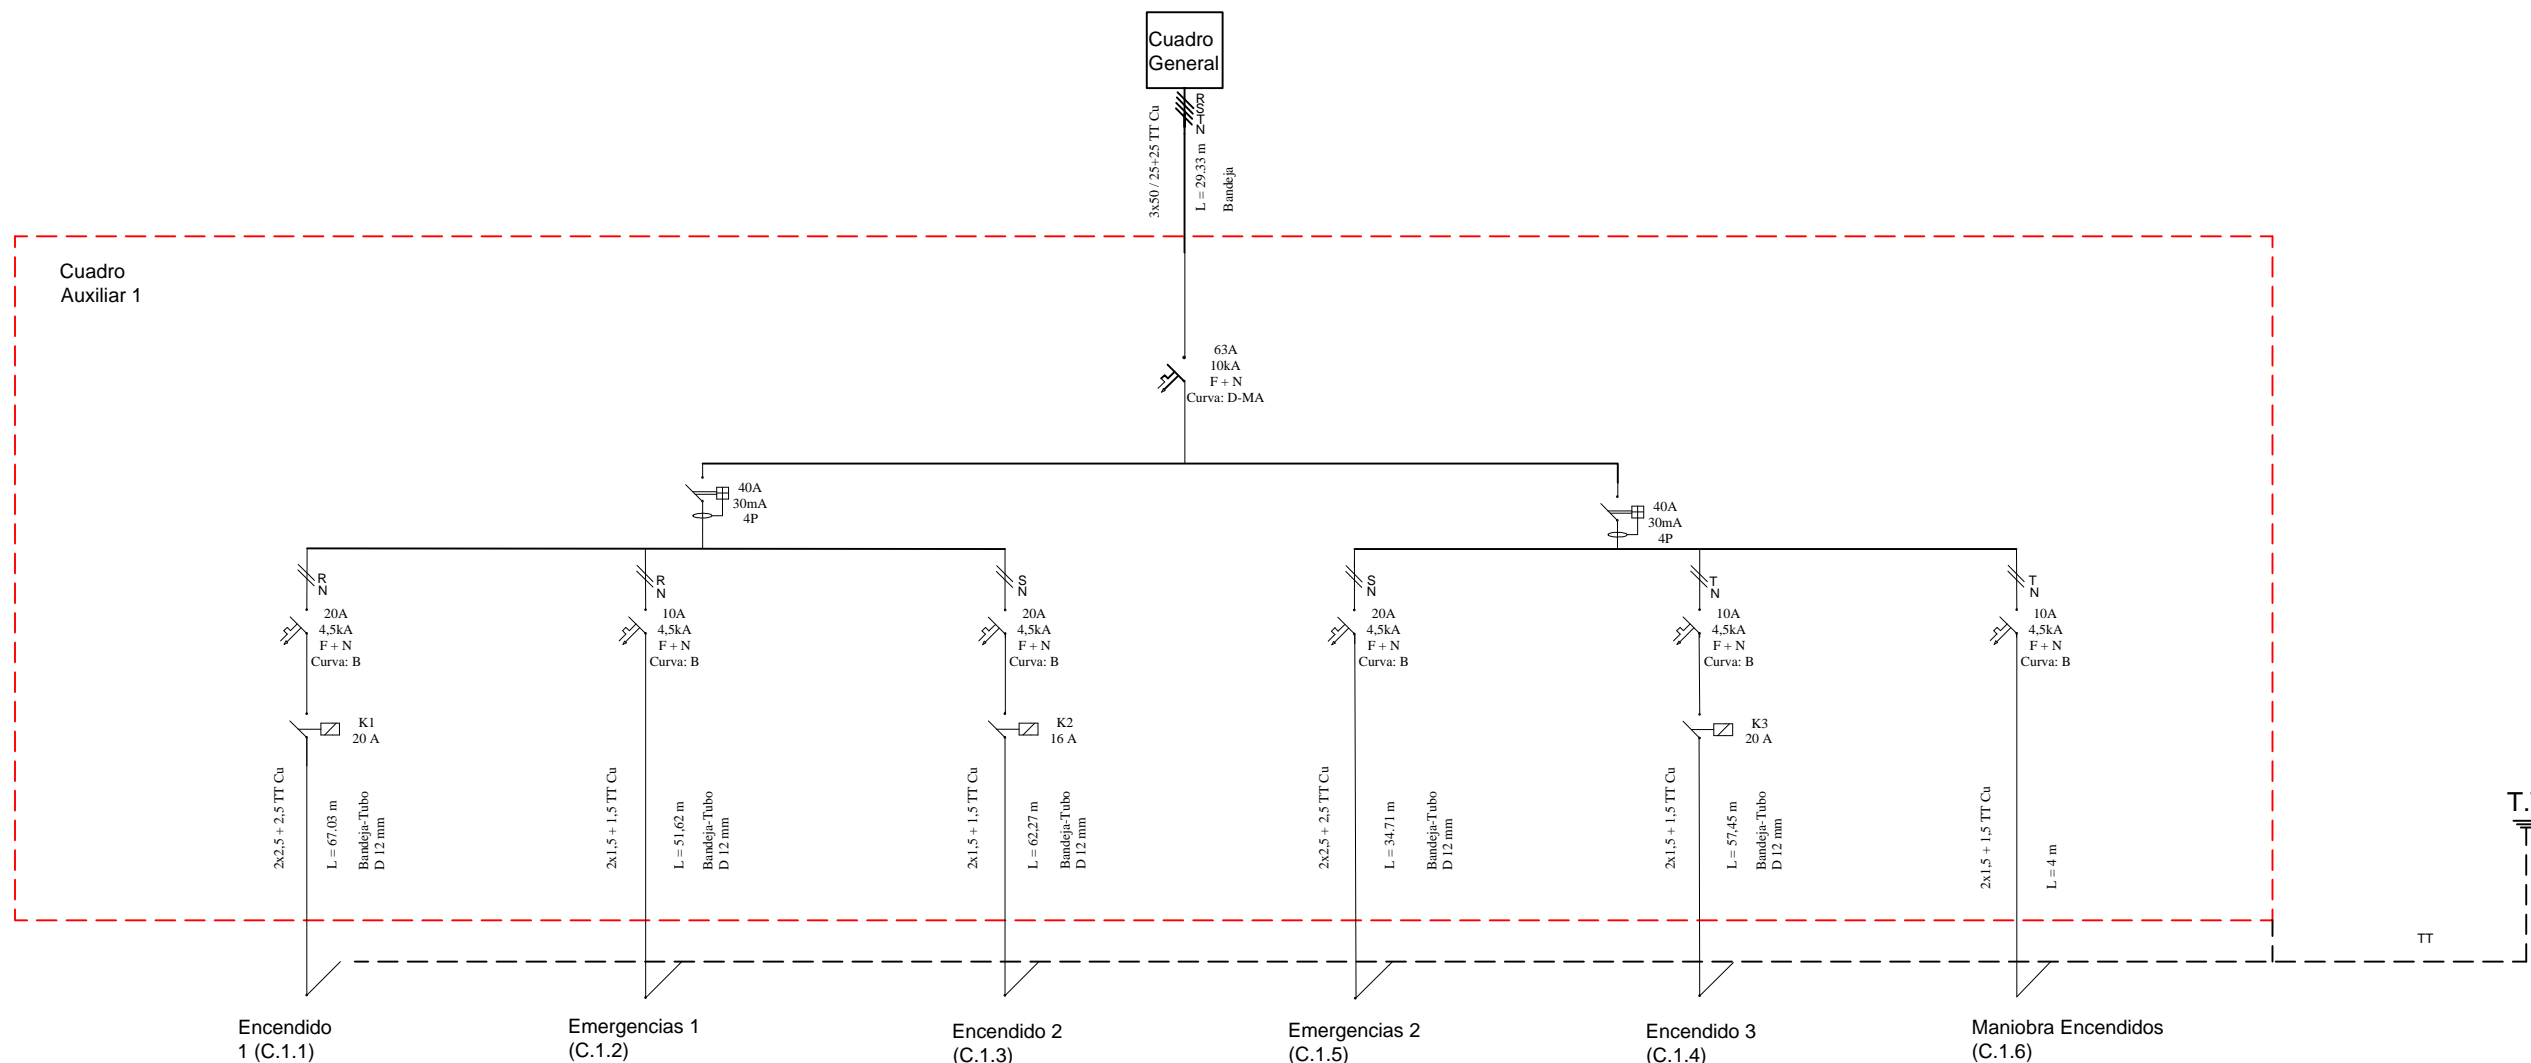 Cuadro
General
R
S
T
N
3x50 / 25+25 TT Cu
L = 29.33 m
Bandeja
Cuadro
Auxiliar 1
63A
10kA
F + N
Curva: D-MA
40A
30mA
4P
40A
30mA
4P
R
N
20A
4,5kA
F + N
Curva: B
R
N
10A
4,5kA
F + N
Curva: B
S
N
20A
4,5kA
F + N
Curva: B
S
N
20A
4,5kA
F + N
Curva: B
T
N
10A
4,5kA
F + N
Curva: B
T
N
10A
4,5kA
F + N
Curva: B
K1
20 A
K2
16 A
K3
20 A
2x2,5 + 2,5 TT Cu
L = 67.03 m
Bandeja-Tubo
D 12 mm
2x1,5 + 1,5 TT Cu
L = 51,62 m
Bandeja-Tubo
D 12 mm
2x1,5 + 1,5 TT Cu
L = 62,27 m
Bandeja-Tubo
D 12 mm
2x2,5 + 2,5 TT Cu
L = 34.71 m
Bandeja-Tubo
D 12 mm
2x1,5 + 1,5 TT Cu
L = 57,45 m
Bandeja-Tubo
D 12 mm
2x1,5 + 1,5 TT Cu
L = 4 m
TT
Encendido
1 (C.1.1)
Emergencias 1
(C.1.2)
Encendido 2
(C.1.3)
Emergencias 2
(C.1.5)
Encendido 3
(C.1.4)
Maniobra Encendidos
(C.1.6)